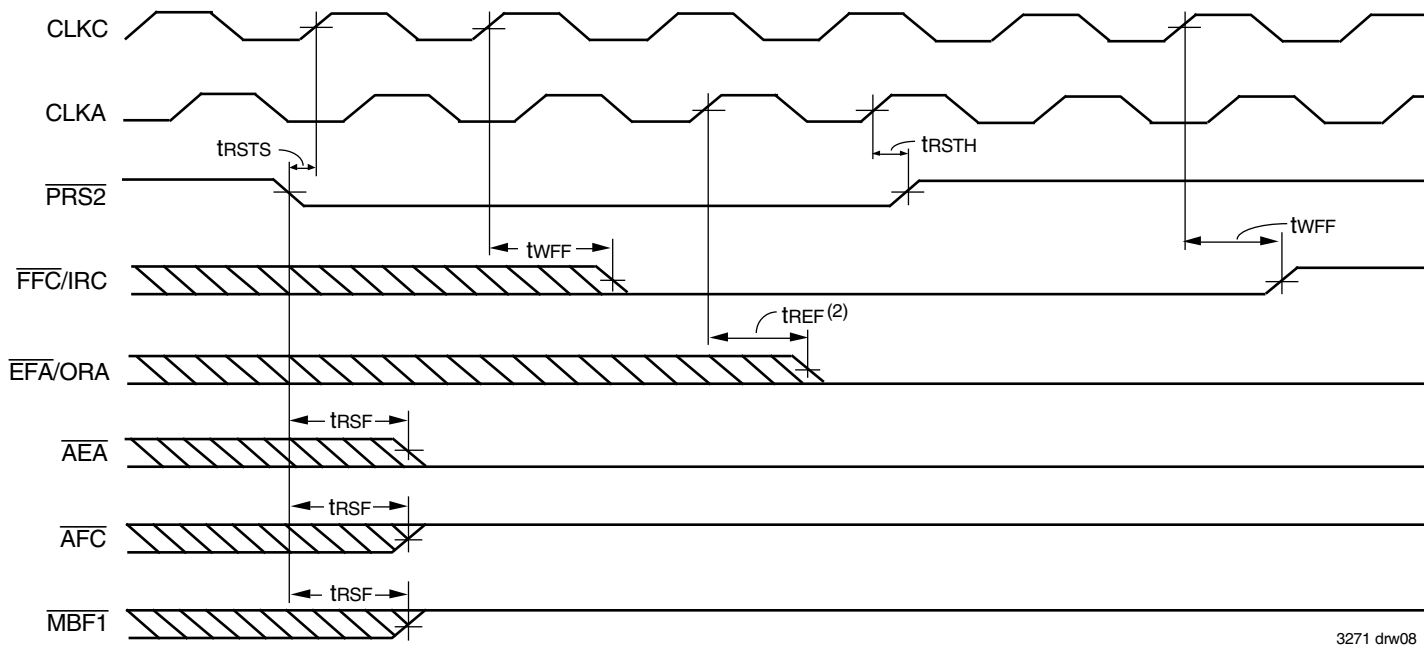 CLKC
CLKA
tRSTS
tRSTH
PRS2
tWFF
tWFF
FFC/IRC
tREF(2)
EFA/ORA
tRSF
AEA
tRSF
AFC
tRSF
MBF1
3271 drw08